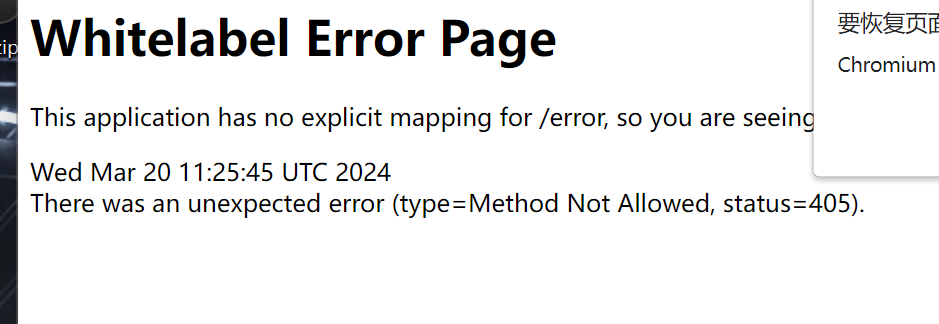 Whitelabel Error Page
This application has no explicit mapping for /error, so you are seeing
Wed Mar 20 11:25:45 UTC 2024
There was an unexpected error (type=Method Not Allowed, status=405).
zip
要恢复页面
Chromium